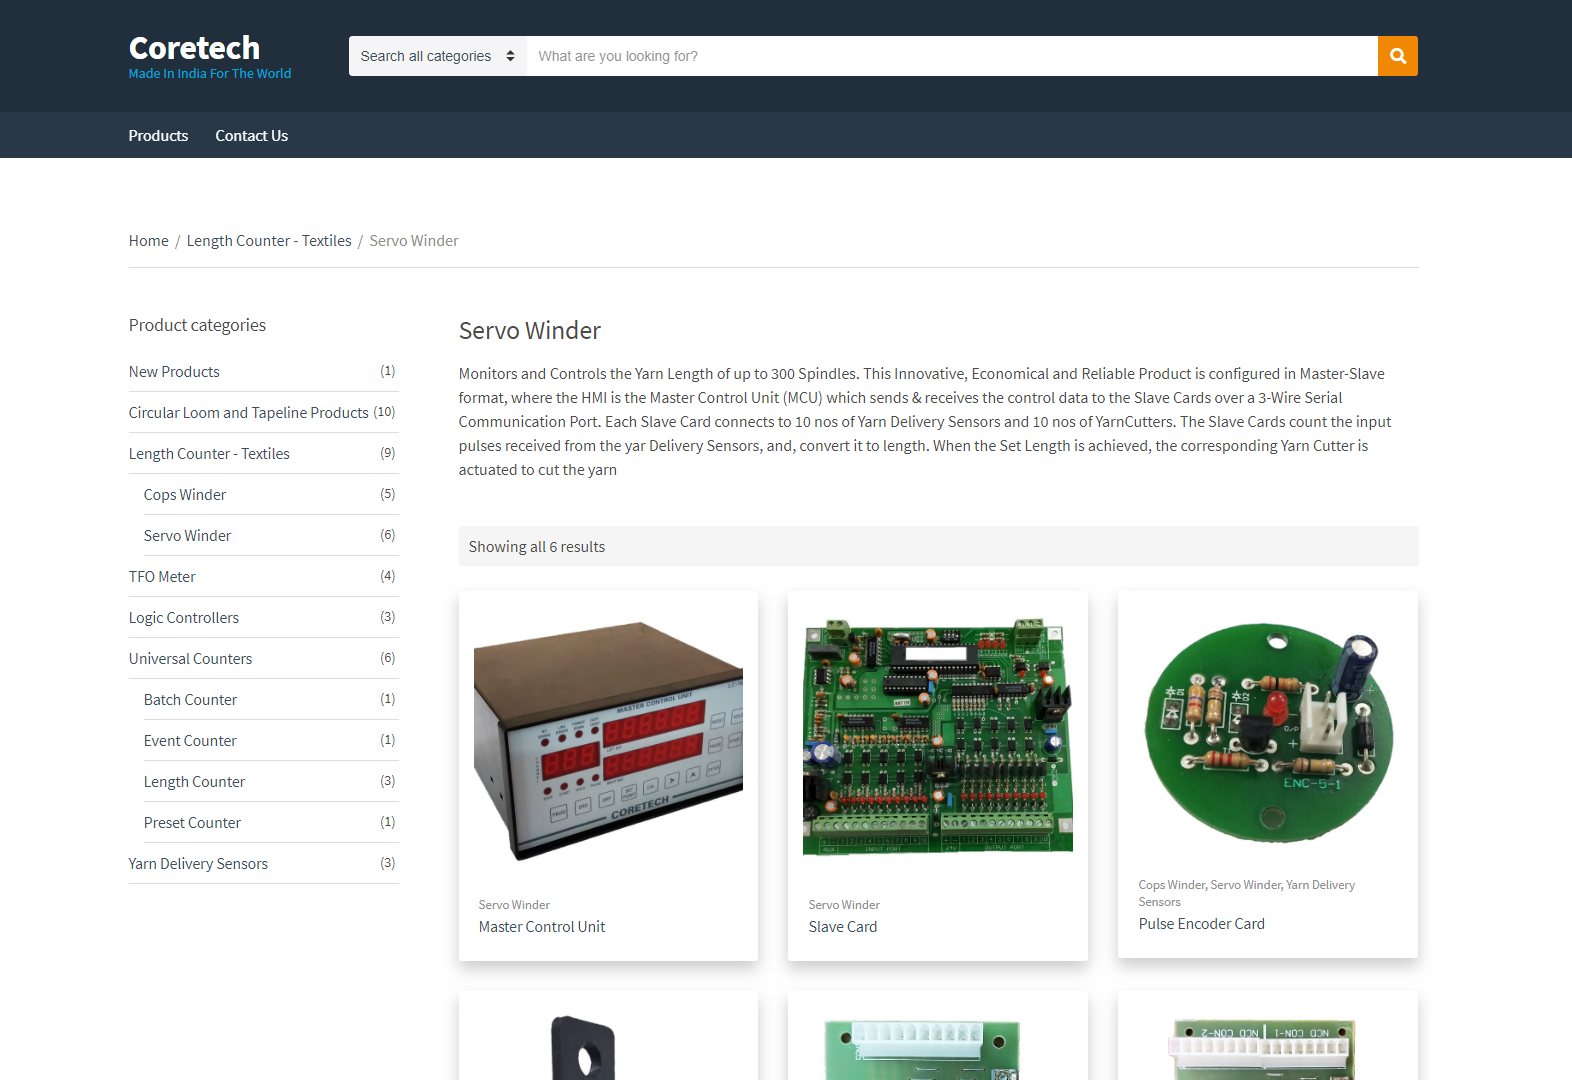 Coretech
Made In India For The World
Search all categories
What are you looking for?
Products
Contact Us
Home / Length Counter - Textiles / Servo Winder
Product categories
New Products (1)
Circular Loom and Tapeline Products (10)
Length Counter - Textiles (9)
Cops Winder (5)
Servo Winder (6)
TFO Meter (4)
Logic Controllers (3)
Universal Counters (6)
Batch Counter (1)
Event Counter (1)
Length Counter (3)
Preset Counter (1)
Yarn Delivery Sensors (3)
Servo Winder
Monitors and Controls the Yarn Length of up to 300 Spindles. This Innovative, Economical and Reliable Product is configured in Master-Slave
format, where the HMI is the Master Control Unit (MCU) which sends & receives the control data to the Slave Cards over a 3-Wire Serial
Communication Port. Each Slave Card connects to 10 nos of Yarn Delivery Sensors and 10 nos of YarnCutters. The Slave Cards count the input
pulses received from the yar Delivery Sensors, and, convert it to length. When the Set Length is achieved, the corresponding Yarn Cutter is
actuated to cut the yarn
Showing all 6 results
MASTER CONTROL UNIT
CORETECH
Servo Winder
Master Control Unit
INPUT PORT
OUTPUT PORT
Servo Winder
Slave Card
ENC-5-1
Cops Winder, Servo Winder, Yarn Delivery
Sensors
Pulse Encoder Card
NCD CON-2
NCD CON-1